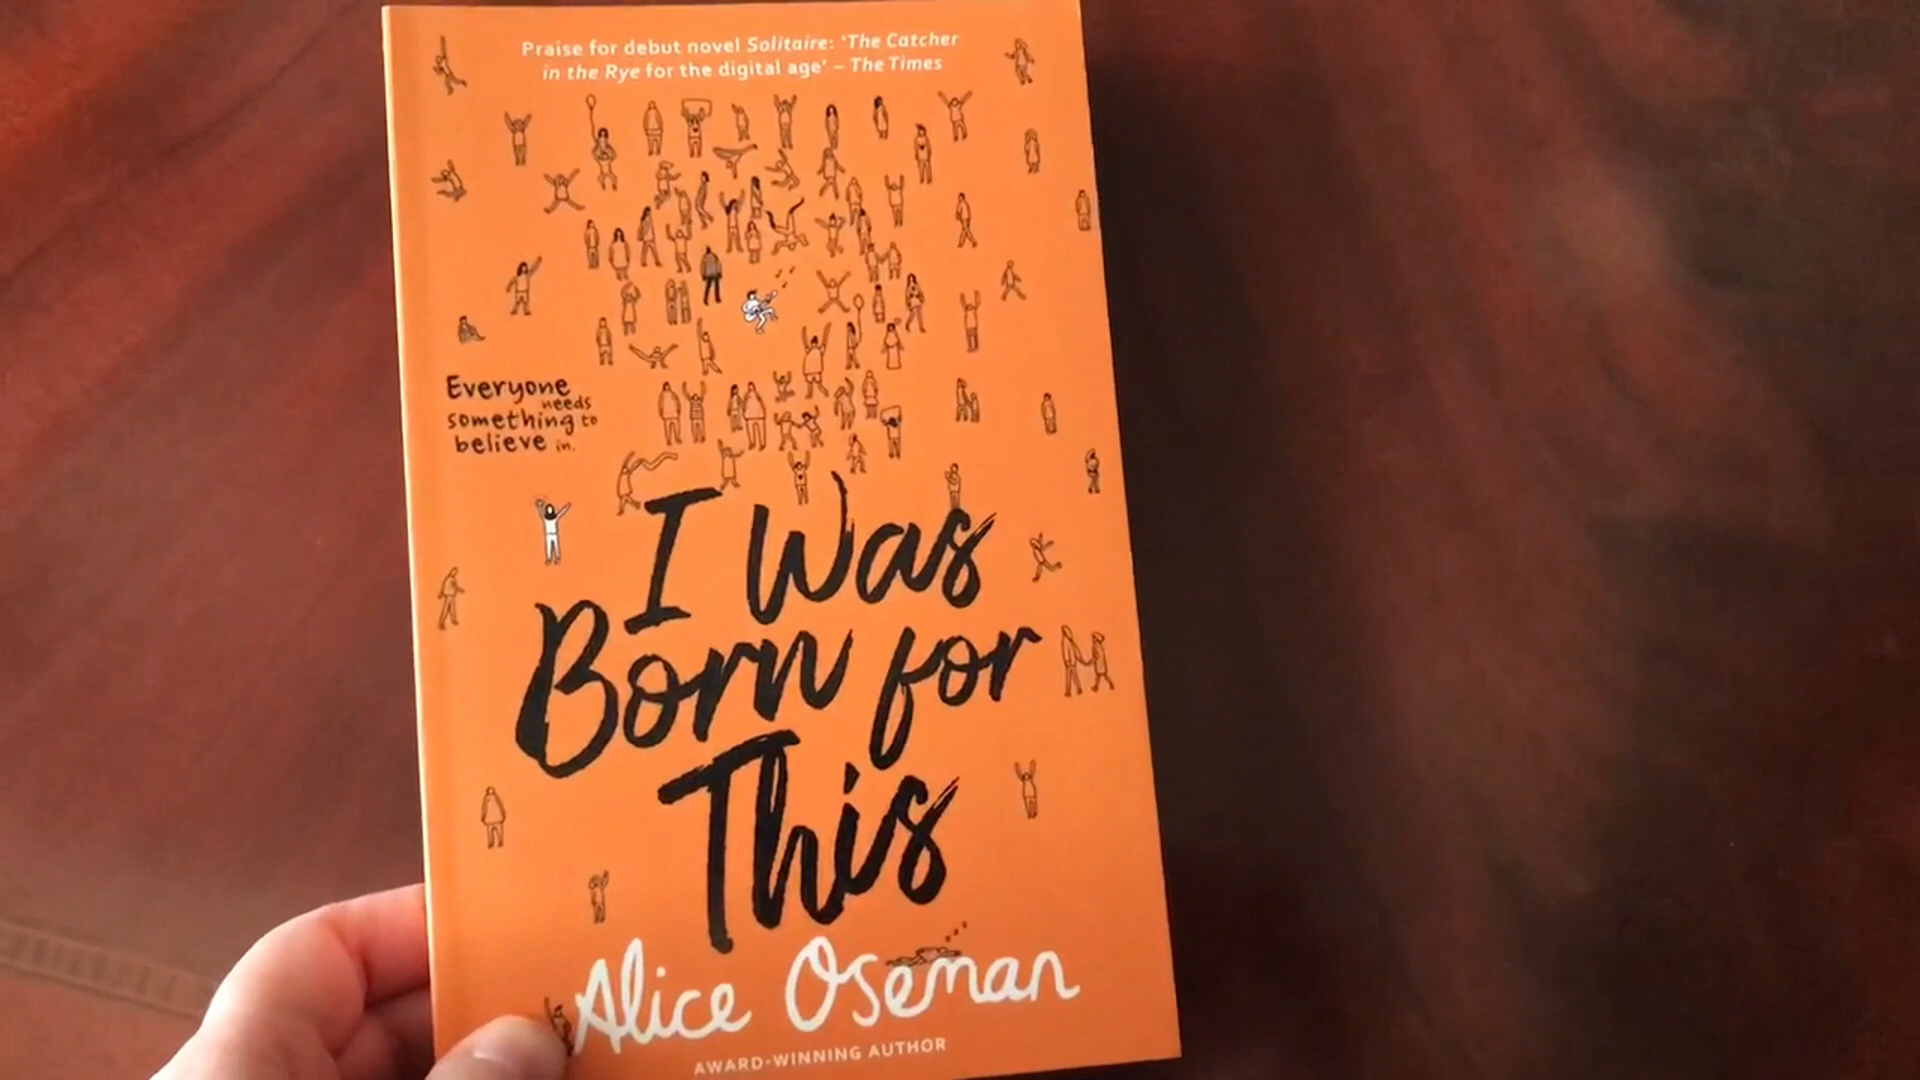 Praise for debut novel Solitaire: ‘The Catcher
in the Rye for the digital age’ – The Times
Everyone
needs
something to
believe in.
I Was
Born for
This
Alice Oseman
AWARD-WINNING AUTHOR